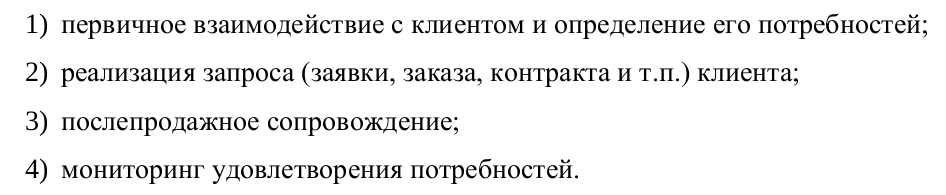 1) первичное взаимодействие с клиентом и определение его потребностей;
2) реализация запроса (заявки, заказа, контракта и т.п.) клиента;
3) послепродажное сопровождение;
4) мониторинг удовлетворения потребностей.